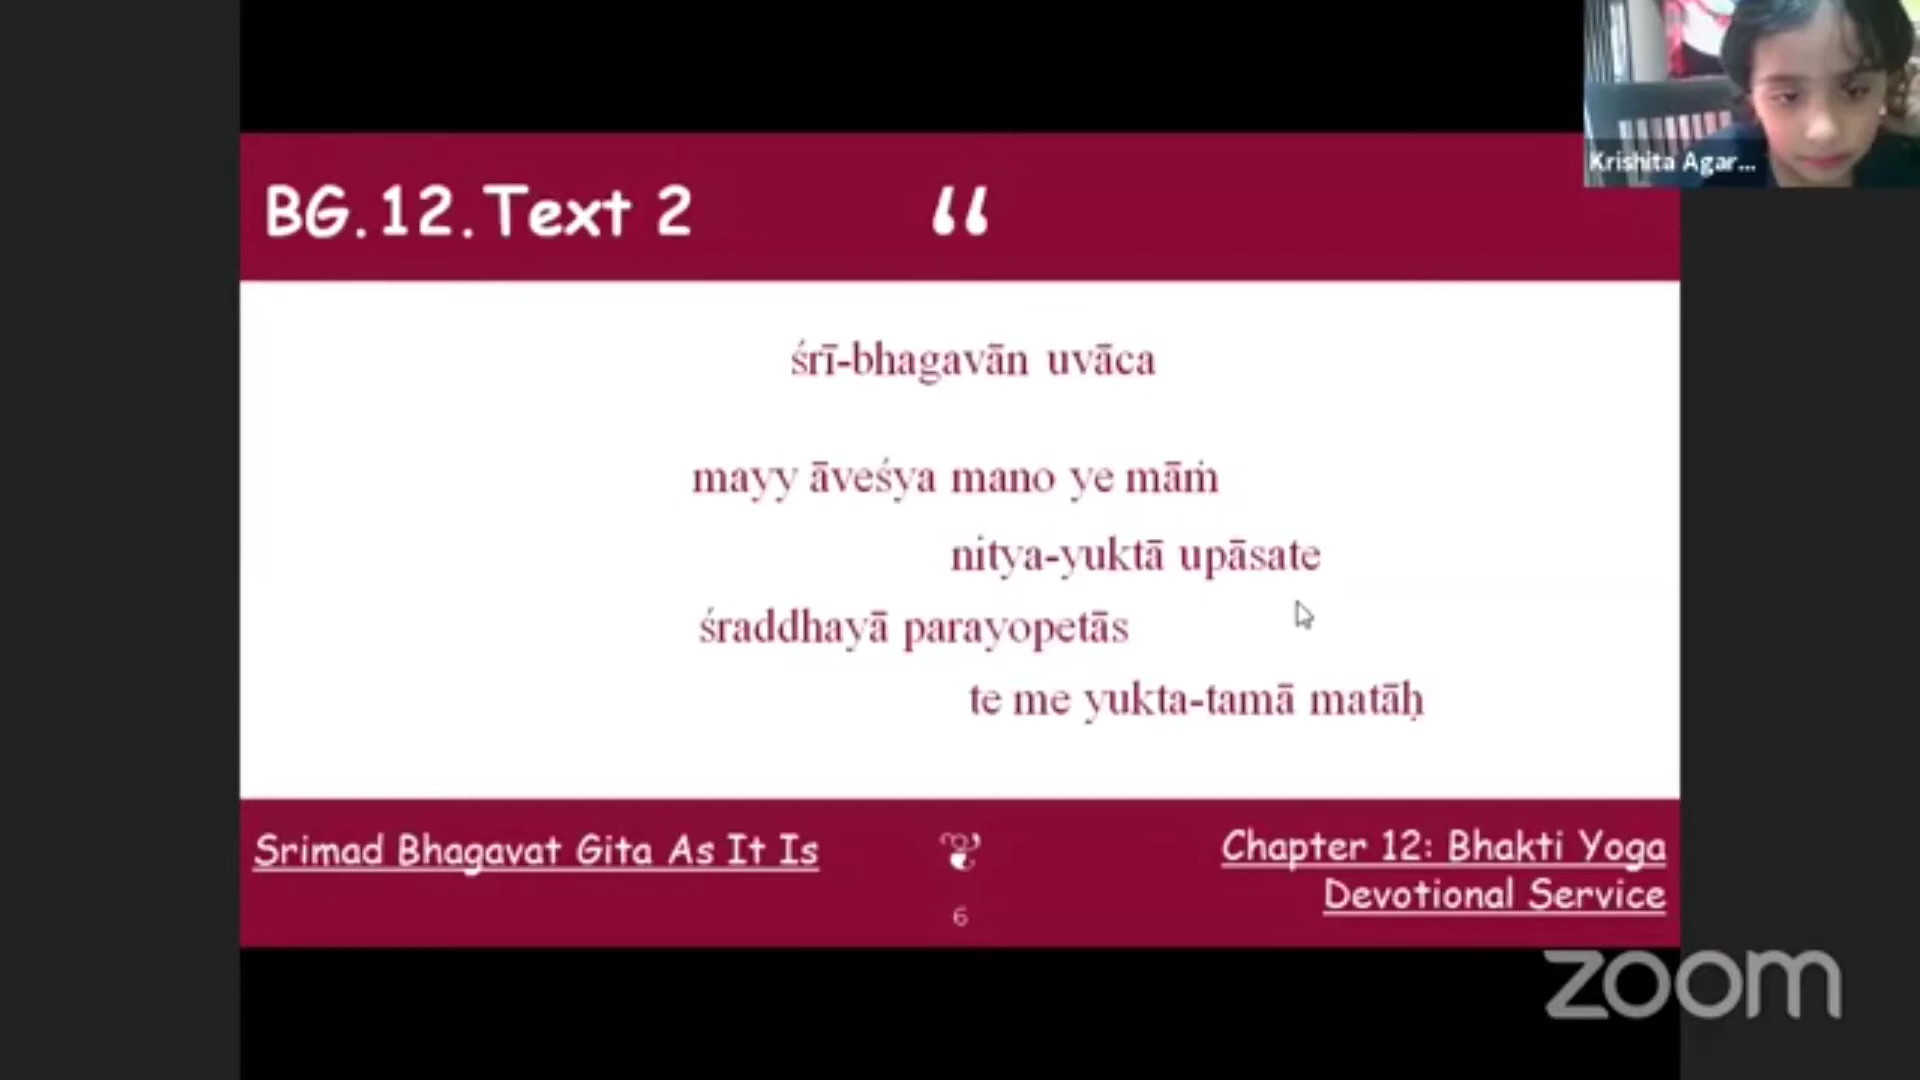 Krishita Agar...
BG.12.Text 2
“
śrī-bhagavān uvāca
mayy āveśya mano ye māṁ
nitya-yuktā upāsate
śraddhayā parayopetās
te me yukta-tamā matāḥ
Srimad Bhagavat Gita As It Is
6
Chapter 12: Bhakti Yoga
Devotional Service
zoom